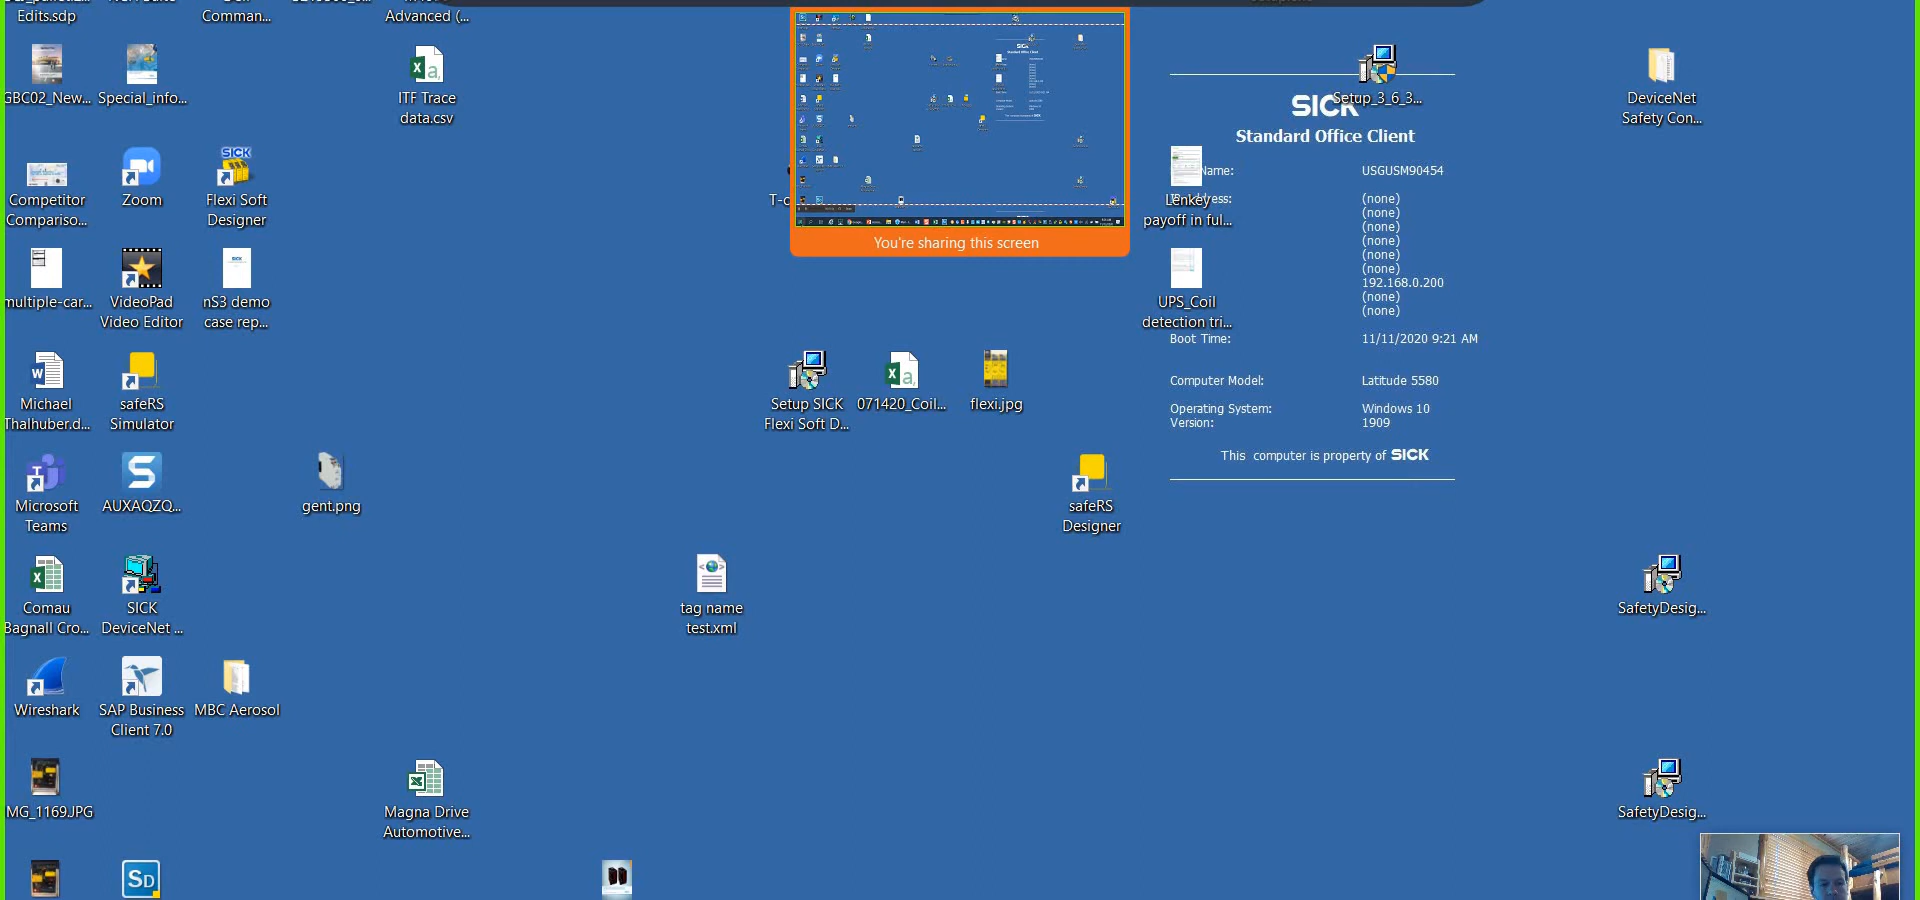 Edits.sdp
Comman...
Advanced (...
GBC02_New...
Special_info...
ITF Trace
data.csv
Setup_3_6_3...
DeviceNet
Safety Con...
SICK
Standard Office Client
Name:
USGUSM90454
(none)
(none)
(none)
(none)
(none)
(none)
192.168.0.200
(none)
(none)
Boot Time:
11/11/2020 9:21 AM
Computer Model:
Latitude 5580
Operating System:
Windows 10
Version:
1909
This computer is property of SICK
You're sharing this screen
Competitor
Compariso...
Zoom
SICK
Flexi Soft
Designer
Lenkey
payoff in ful...
multiple-car...
VideoPad
Video Editor
nS3 demo
case rep...
UPS_Coil
detection tri...
Michael
Thalhuber.d...
safeRS
Simulator
Setup SICK
Flexi Soft D...
071420_Coil...
flexi.jpg
Microsoft
Teams
AUXAQZQ...
gent.png
safeRS
Designer
Comau
Bagnall Cro...
SICK
DeviceNet ...
tag name
test.xml
SafetyDesig...
Wireshark
SAP Business
Client 7.0
MBC Aerosol
MG_1169.JPG
Magna Drive
Automotive...
SafetyDesig...
SD